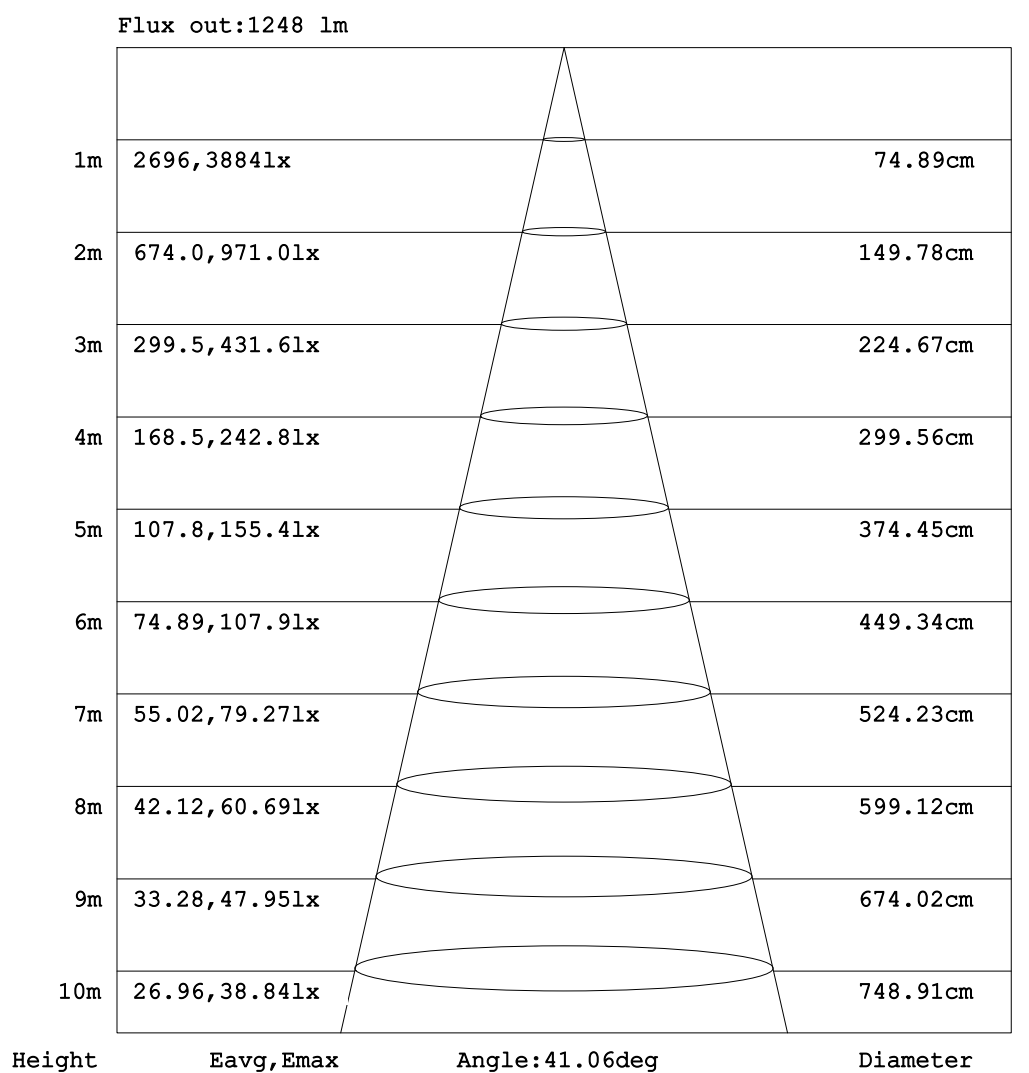 Flux out:1248 lm
1m 2696,3884lx 74.89cm
2m 674.0,971.0lx 149.78cm
3m 299.5,431.6lx 224.67cm
4m 168.5,242.8lx 299.56cm
5m 107.8,155.4lx 374.45cm
6m 74.89,107.9lx 449.34cm
7m 55.02,79.27lx 524.23cm
8m 42.12,60.69lx 599.12cm
9m 33.28,47.95lx 674.02cm
10m 26.96,38.84lx 748.91cm
Height Eavg,Emax Angle:41.06deg Diameter